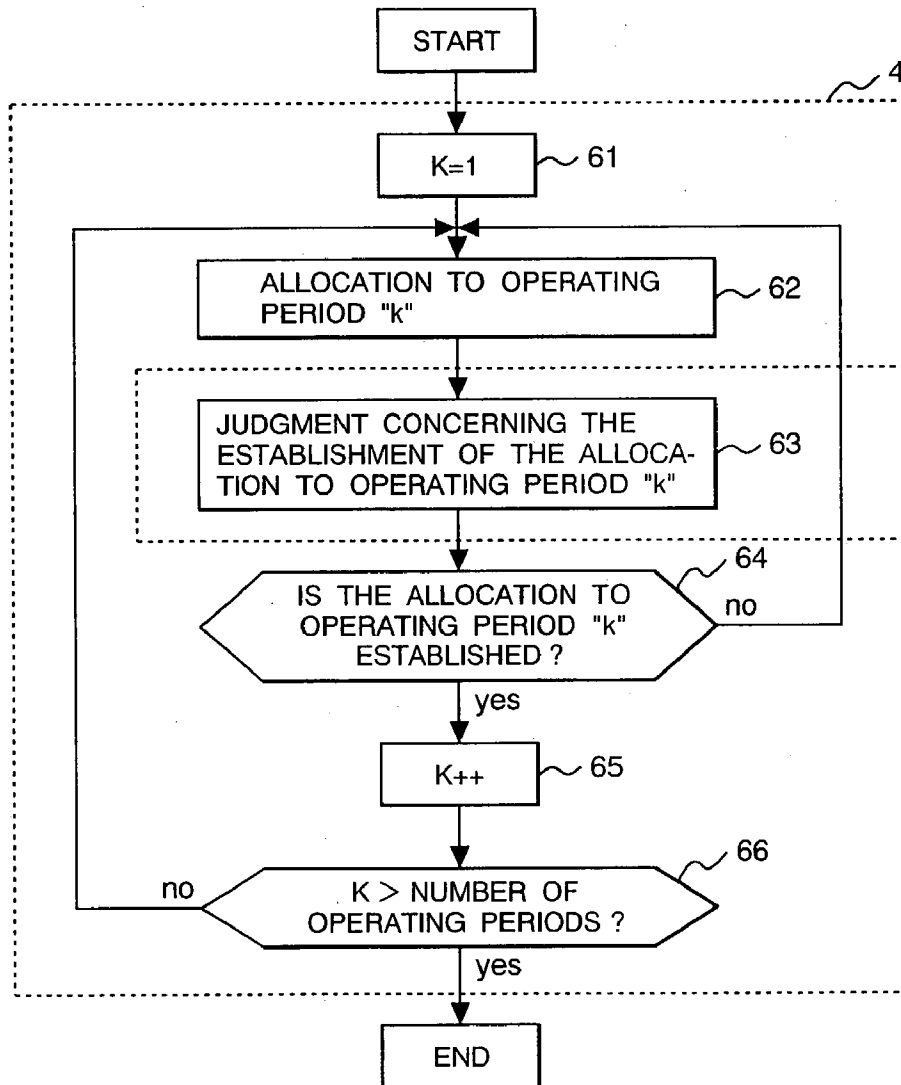 START
4
K=1
61
ALLOCATION TO OPERATING
PERIOD "k"
62
JUDGMENT CONCERNING THE
ESTABLISHMENT OF THE ALLOCA-
TION TO OPERATING PERIOD "k"
63
64
IS THE ALLOCATION TO
OPERATING PERIOD "k"
ESTABLISHED ?
no
yes
K++
65
66
no
K > NUMBER OF
OPERATING PERIODS ?
yes
END